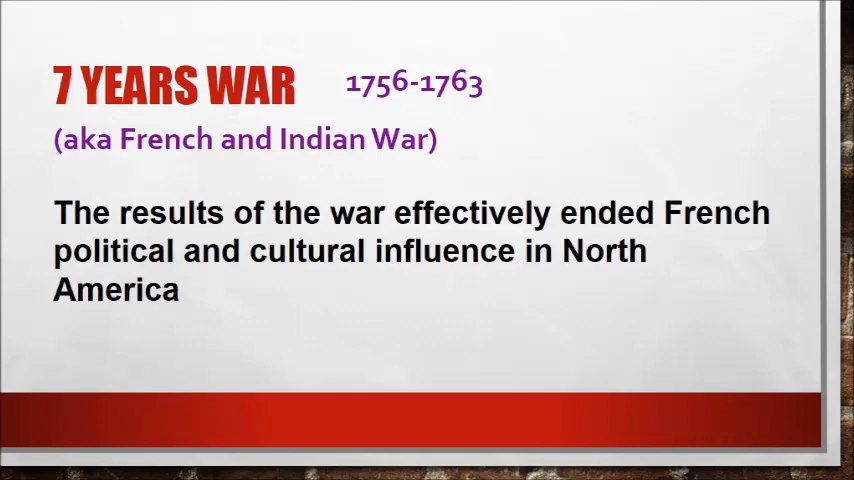 7 YEARS WAR 1756-1763
(aka French and Indian War)
The results of the war effectively ended French
political and cultural influence in North
America